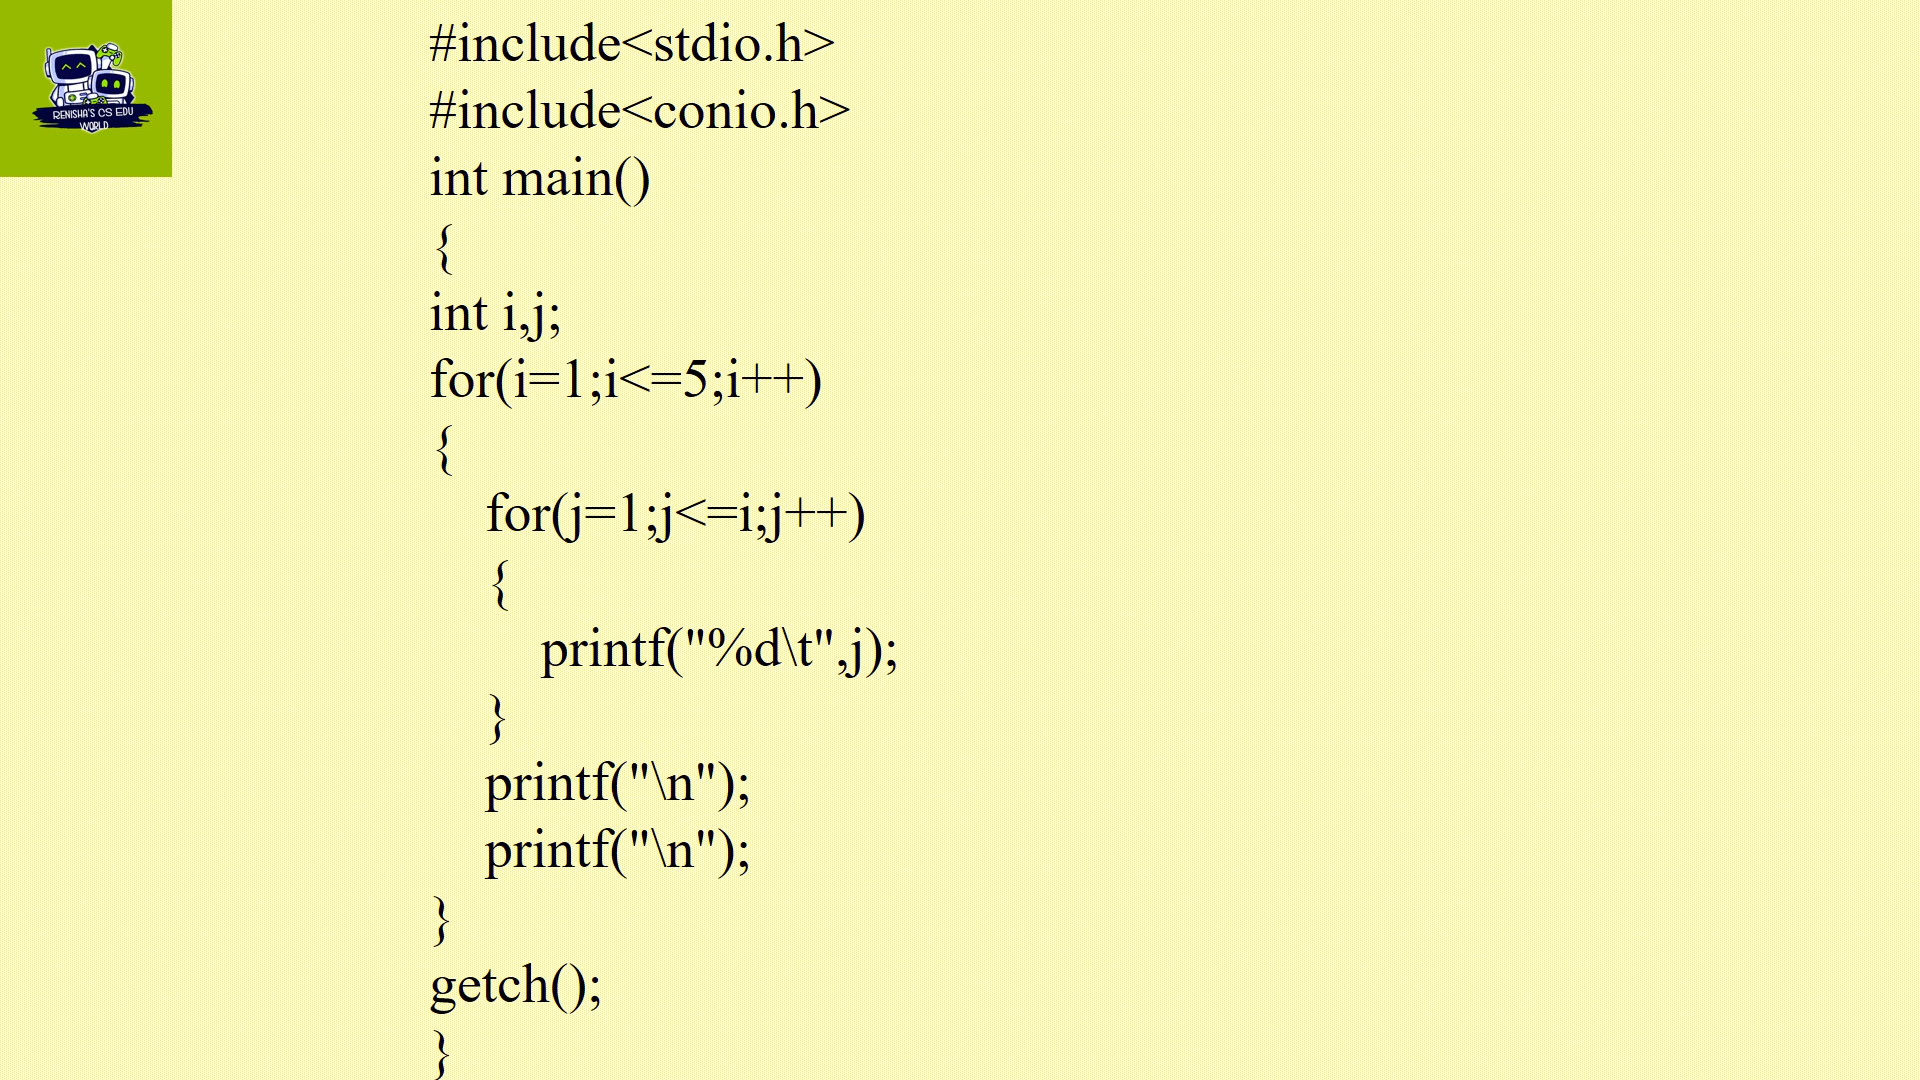 RENISHA'S CS EDU
WORLD
#include<stdio.h>
#include<conio.h>
int main()
{
int i,j;
for(i=1;i<=5;i++)
{
for(j=1;j<=i;j++)
{
printf("%d\t",j);
}
printf("\n");
printf("\n");
}
getch();
}